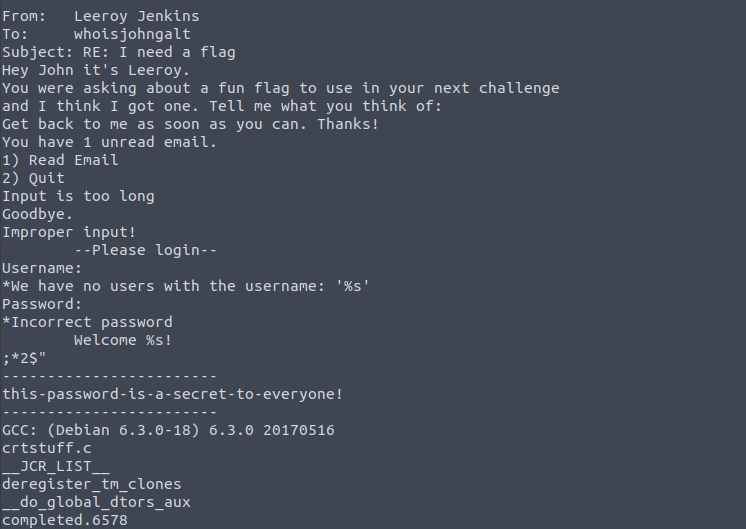 From:   Leeroy Jenkins
To:     whoisjohngalt
Subject: RE: I need a flag
Hey John it's Leeroy.
You were asking about a fun flag to use in your next challenge
and I think I got one. Tell me what you think of:
Get back to me as soon as you can. Thanks!
You have 1 unread email.
1) Read Email
2) Quit
Input is too long
Goodbye.
Improper input!
        --Please login--
Username:
*We have no users with the username: '%s'
Password:
*Incorrect password
        Welcome %s!
;*2$"
------------------------
this-password-is-a-secret-to-everyone!
------------------------
GCC: (Debian 6.3.0-18) 6.3.0 20170516
crtstuff.c
__JCR_LIST__
deregister_tm_clones
__do_global_dtors_aux
completed.6578